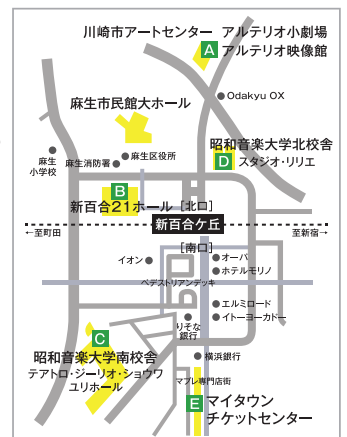 川崎市アートセンター アルテリオ小劇場
A アルテリオ映像館
Odakyu OX
麻生市民館大ホール
昭和音楽大学北校舎
D スタジオ・リリエ
麻生区役所
麻生消防署
麻生
小学校
B
新百合21ホール [北口]
新百合ケ丘
←至町田
至新宿→
[南口]
イオン
オーパ
ホテルモリノ
ペデストリアンデッキ
エルミロード
イトーヨーカドー
りそな
銀行
C
昭和音楽大学南校舎
テアトロ・ジーリオ・ショウワ
ユリホール
横浜銀行
マプレ専門店街
E マイタウン
チケットセンター